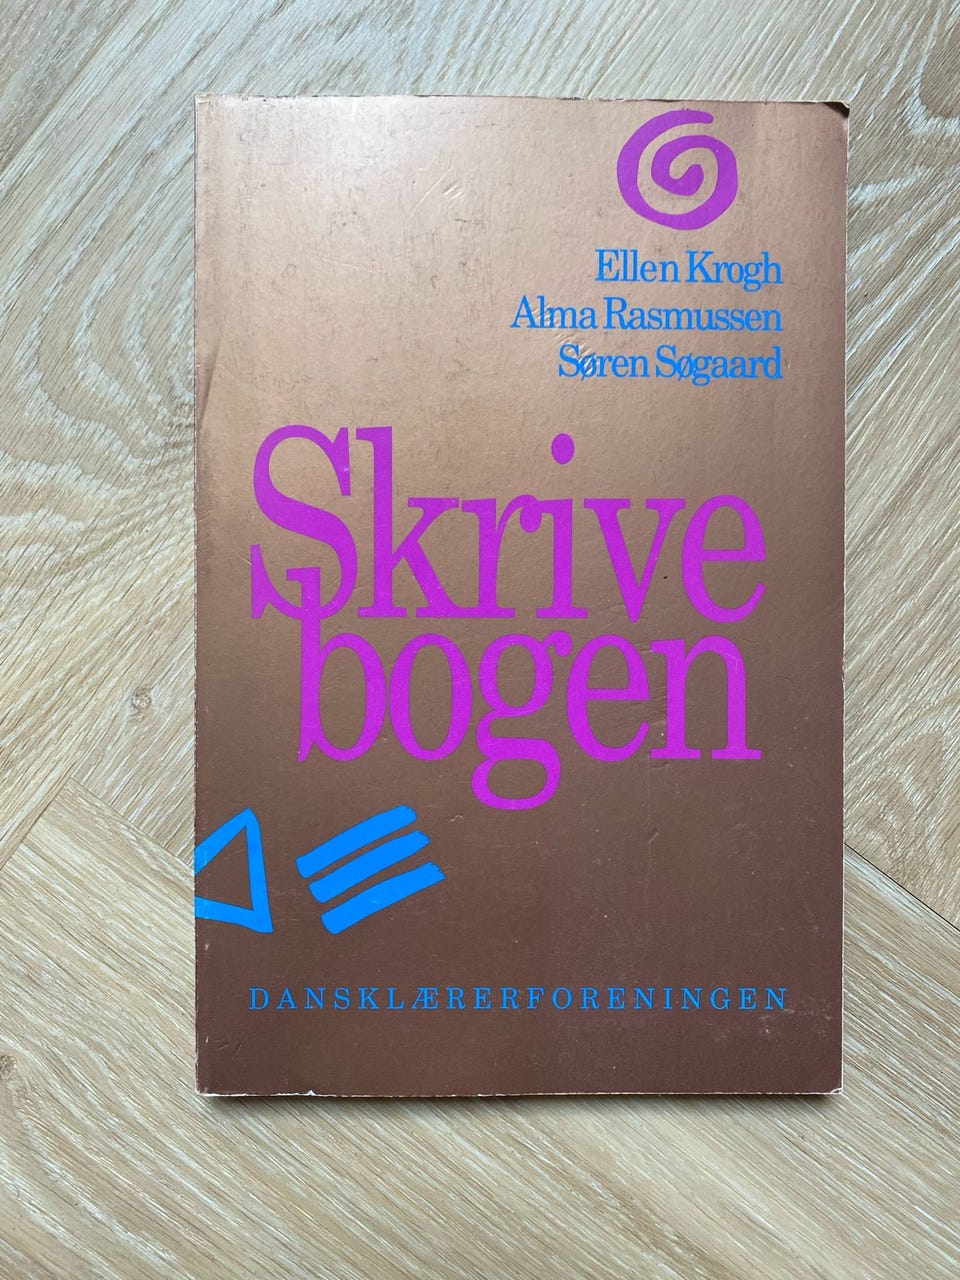 Ellen Krogh
Alma Rasmussen
Søren Søgaard
Skrive
bogen
DANSKLÆRERFORENINGEN